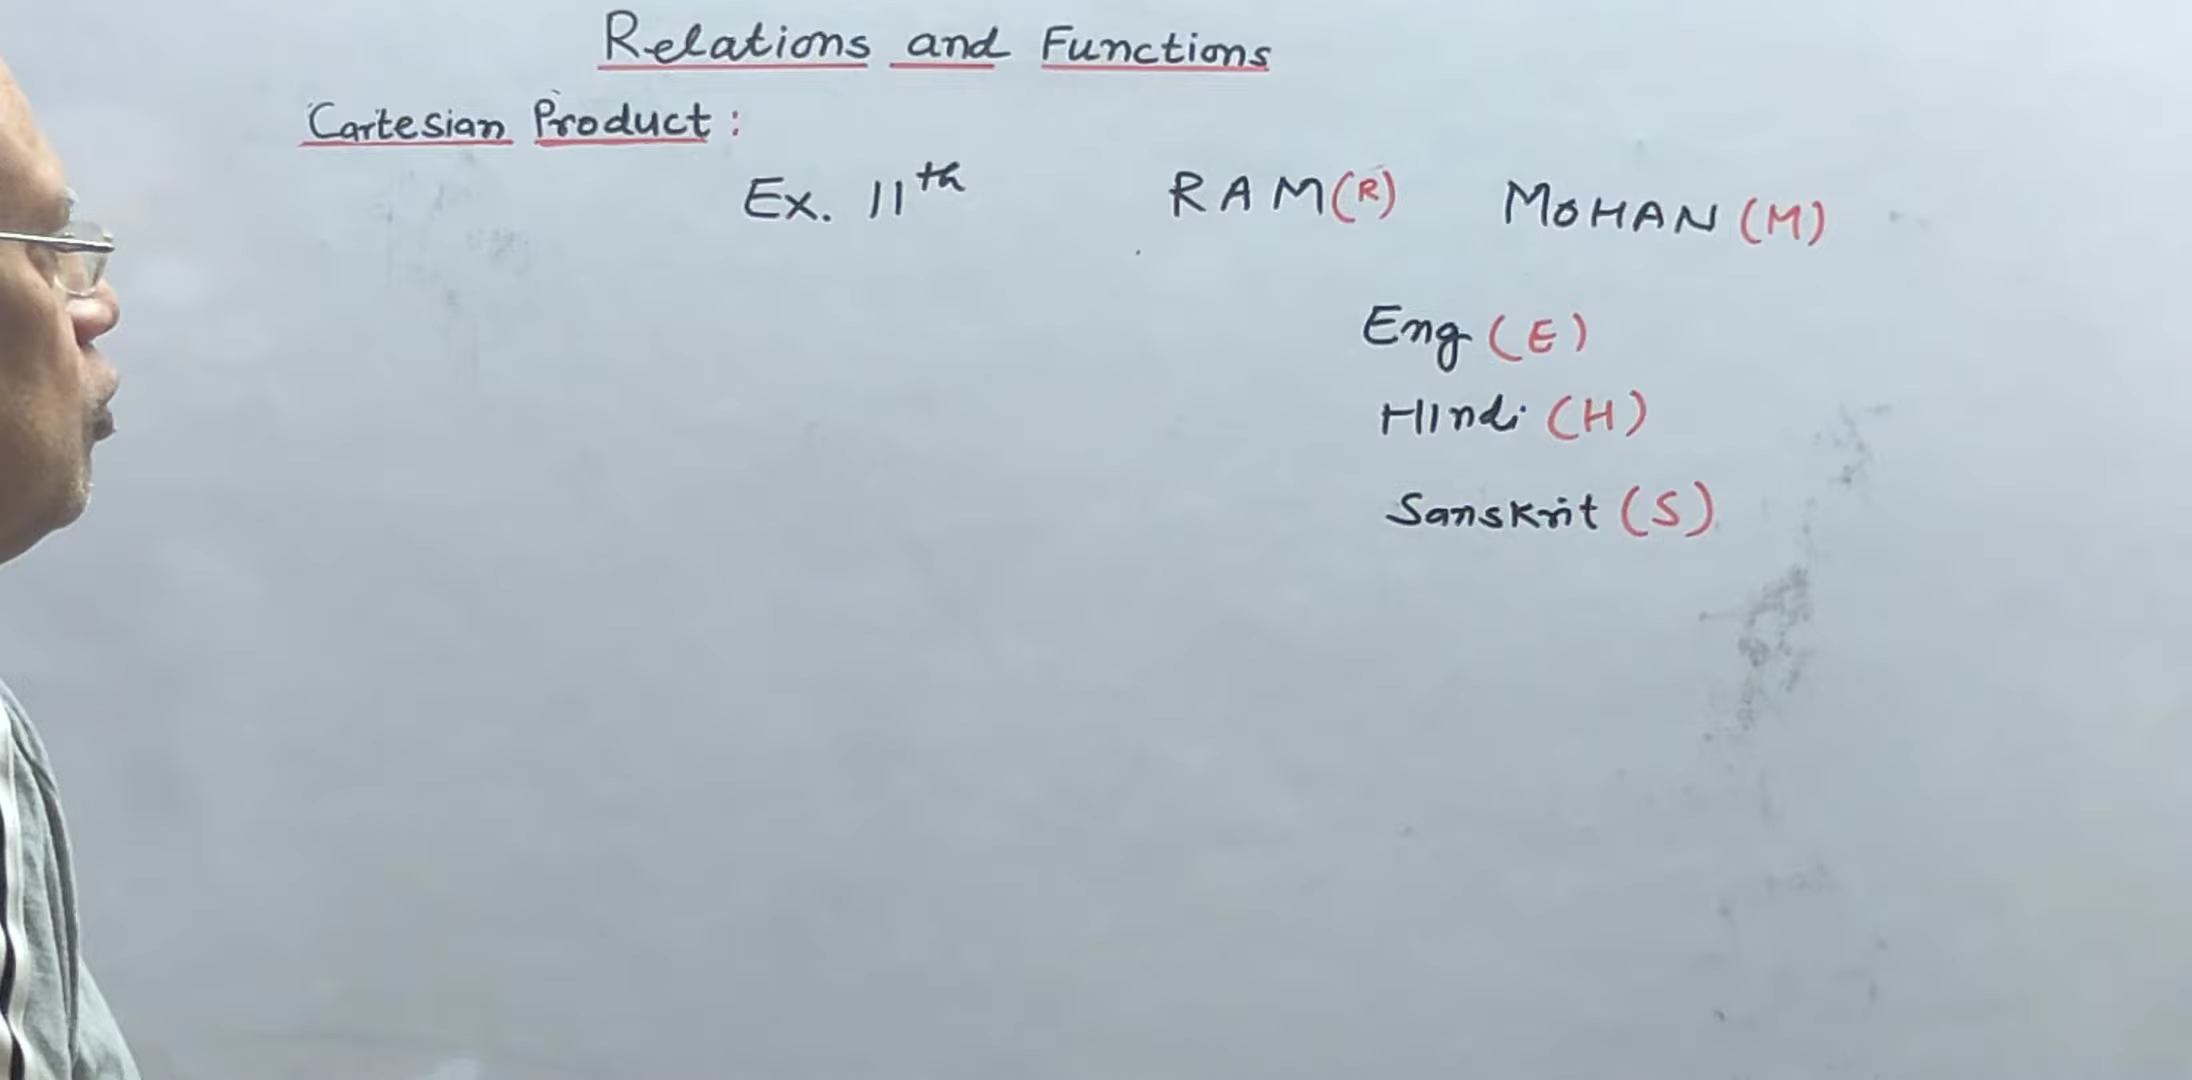 Relations and Functions
Cartesian Product :
Ex. 11th RAM (R) MOHAN (M)
Eng (E)
HIndi (H)
Sanskrit (S)